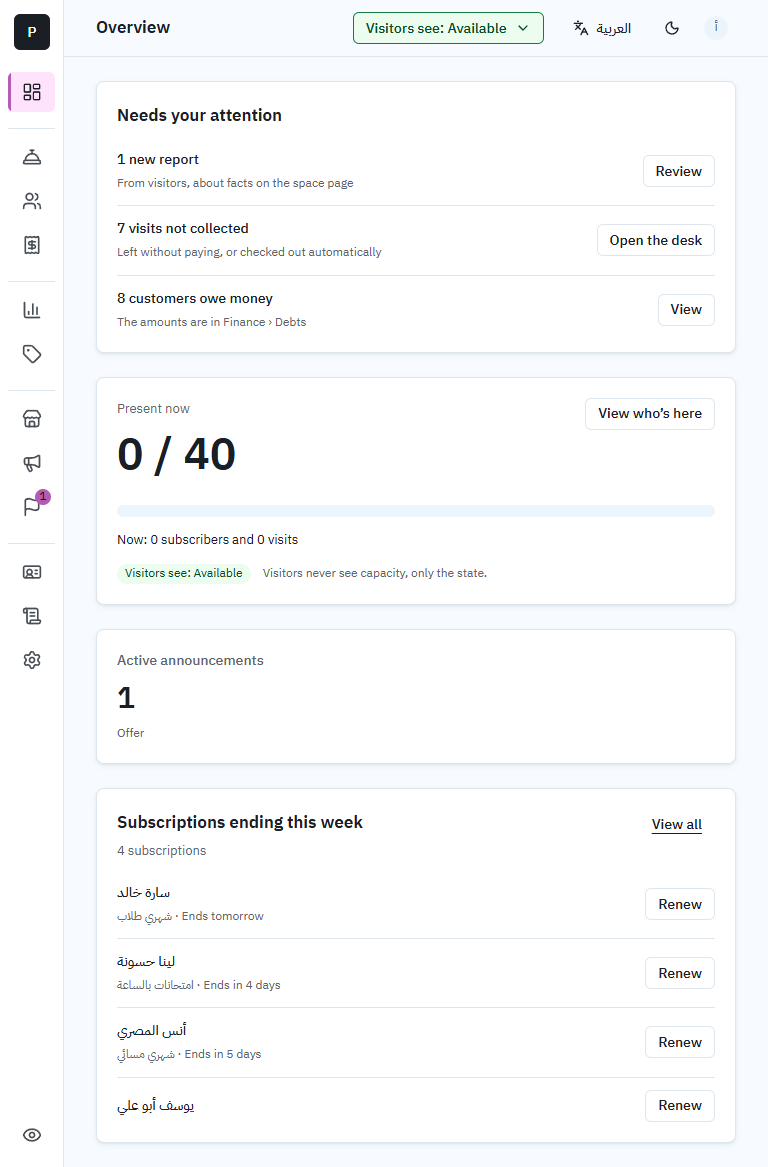 P
Overview
Visitors see: Available
العربية
أ
Needs your attention
1 new report
From visitors, about facts on the space page
Review
7 visits not collected
Left without paying, or checked out automatically
Open the desk
8 customers owe money
The amounts are in Finance › Debts
View
Present now
View who’s here
0 / 40
Now: 0 subscribers and 0 visits
Visitors see: Available
Visitors never see capacity, only the state.
1
Active announcements
1
Offer
Subscriptions ending this week
View all
4 subscriptions
سارة خالد
شهري طلاب · Ends tomorrow
Renew
لينا حسونة
امتحانات بالساعة · Ends in 4 days
Renew
أنس المصري
شهري مسائي · Ends in 5 days
Renew
يوسف أبو علي
Renew